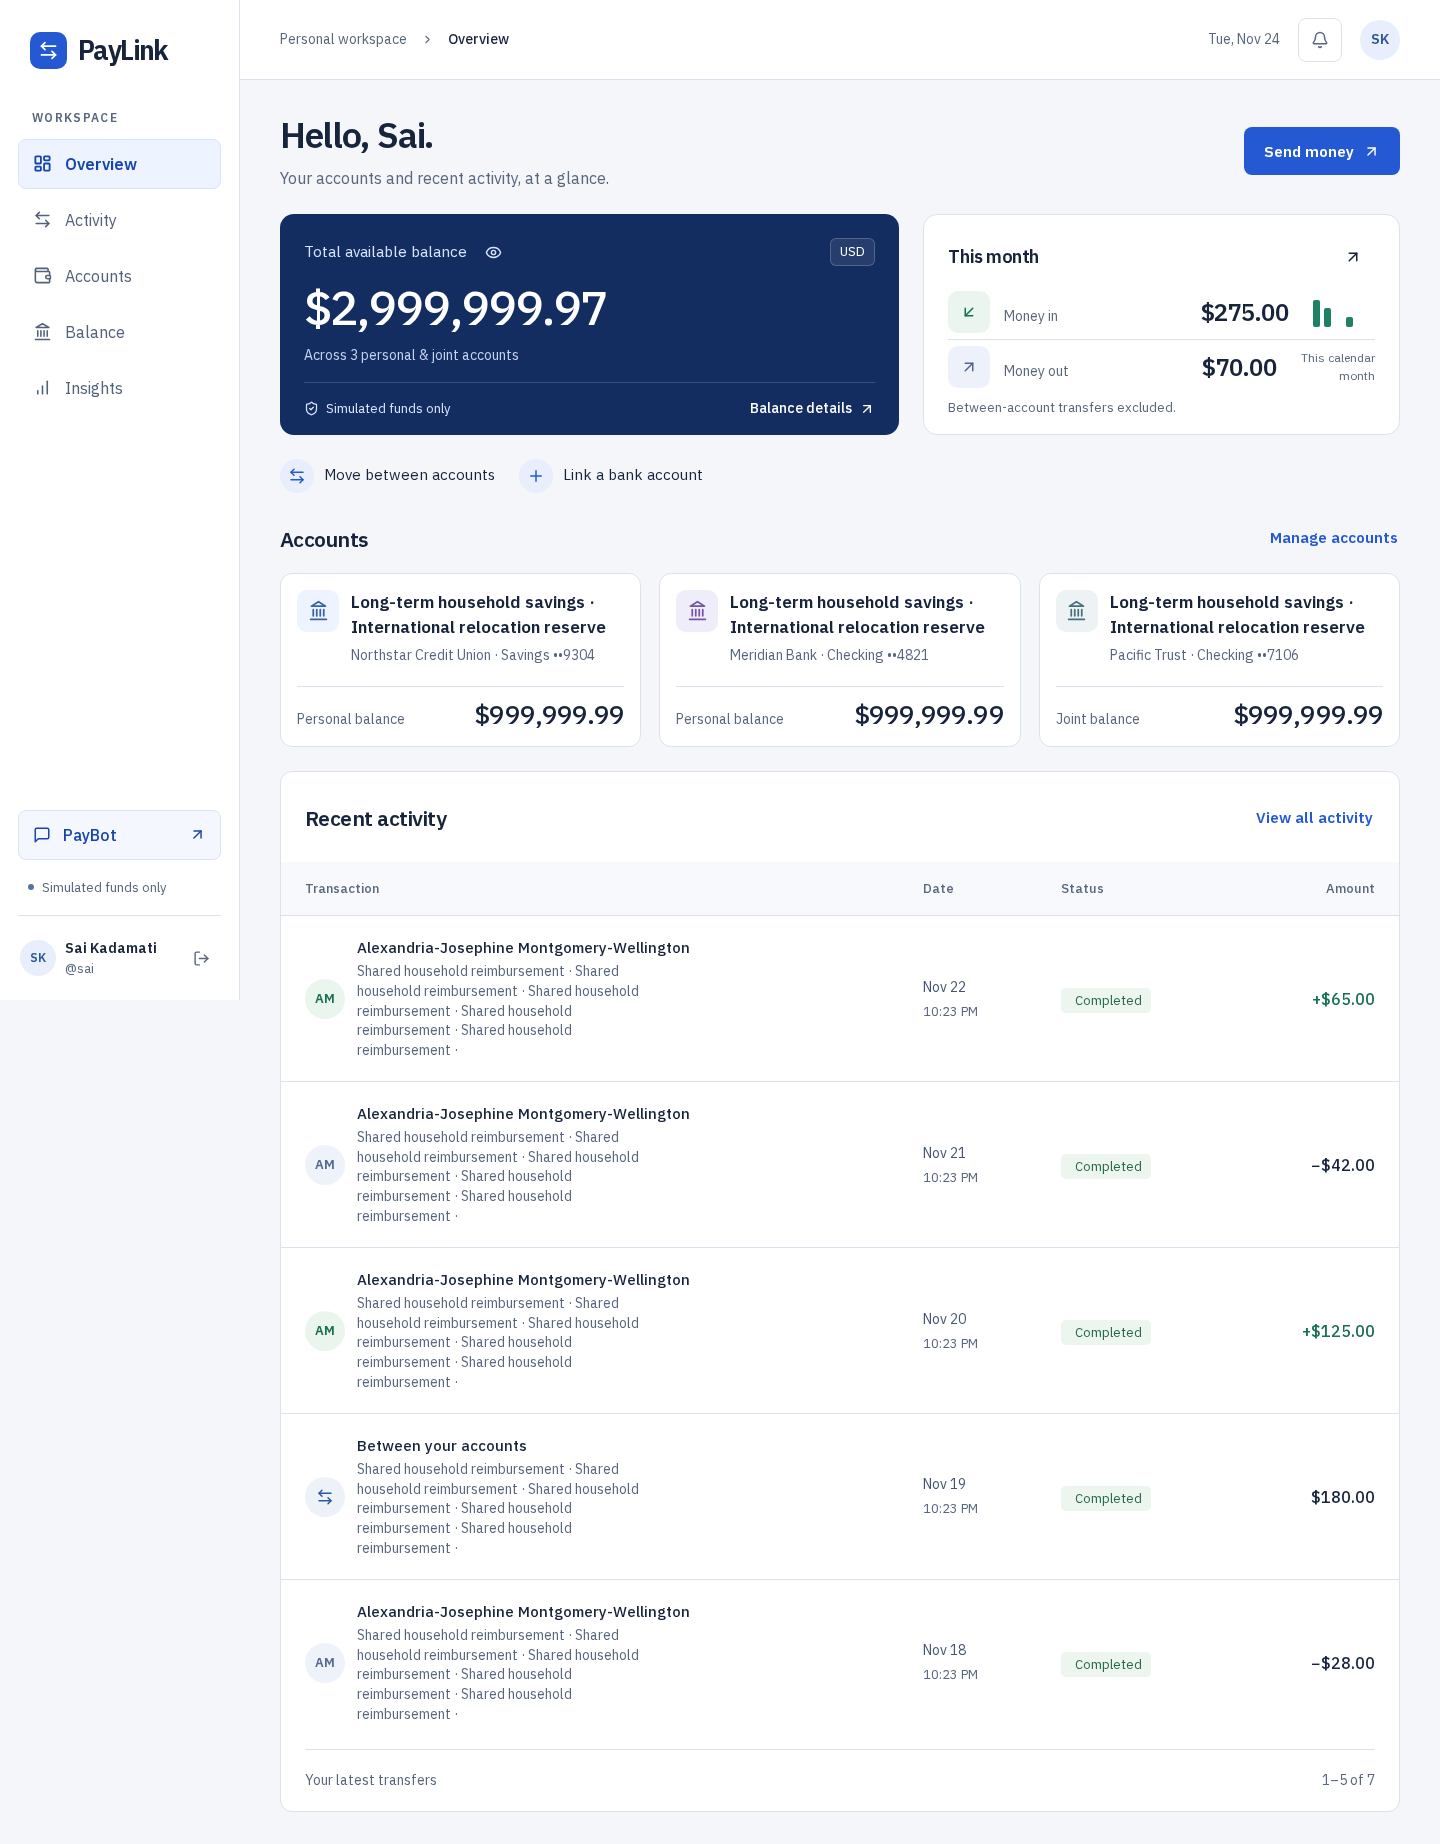 PayLink
WORKSPACE
Overview
Activity
Accounts
Balance
Insights
PayBot
Simulated funds only
SK
Sai Kadamati
@sai
Personal workspace
Overview
Tue, Nov 24
SK
Hello, Sai.
Your accounts and recent activity, at a glance.
Send money
Total available balance
USD
$2,999,999.97
Across 3 personal & joint accounts
Simulated funds only
Balance details
This month
Money in
$275.00
Money out
$70.00
This calendar
month
Between-account transfers excluded.
Move between accounts
Link a bank account
Accounts
Manage accounts
Long-term household savings ·
International relocation reserve
Northstar Credit Union · Savings ••9304
Personal balance
$999,999.99
Long-term household savings ·
International relocation reserve
Meridian Bank · Checking ••4821
Personal balance
$999,999.99
Long-term household savings ·
International relocation reserve
Pacific Trust · Checking ••7106
Joint balance
$999,999.99
Recent activity
View all activity
Transaction
Date
Status
Amount
AM
Alexandria-Josephine Montgomery-Wellington
Shared household reimbursement · Shared
household reimbursement · Shared household
reimbursement · Shared household
reimbursement · Shared household
reimbursement ·
Nov 22
10:23 PM
Completed
+$65.00
AM
Alexandria-Josephine Montgomery-Wellington
Shared household reimbursement · Shared
household reimbursement · Shared household
reimbursement · Shared household
reimbursement · Shared household
reimbursement ·
Nov 21
10:23 PM
Completed
−$42.00
AM
Alexandria-Josephine Montgomery-Wellington
Shared household reimbursement · Shared
household reimbursement · Shared household
reimbursement · Shared household
reimbursement · Shared household
reimbursement ·
Nov 20
10:23 PM
Completed
+$125.00
Between your accounts
Shared household reimbursement · Shared
household reimbursement · Shared household
reimbursement · Shared household
reimbursement · Shared household
reimbursement ·
Nov 19
10:23 PM
Completed
$180.00
AM
Alexandria-Josephine Montgomery-Wellington
Shared household reimbursement · Shared
household reimbursement · Shared household
reimbursement · Shared household
reimbursement · Shared household
reimbursement ·
Nov 18
10:23 PM
Completed
−$28.00
Your latest transfers
1–5 of 7